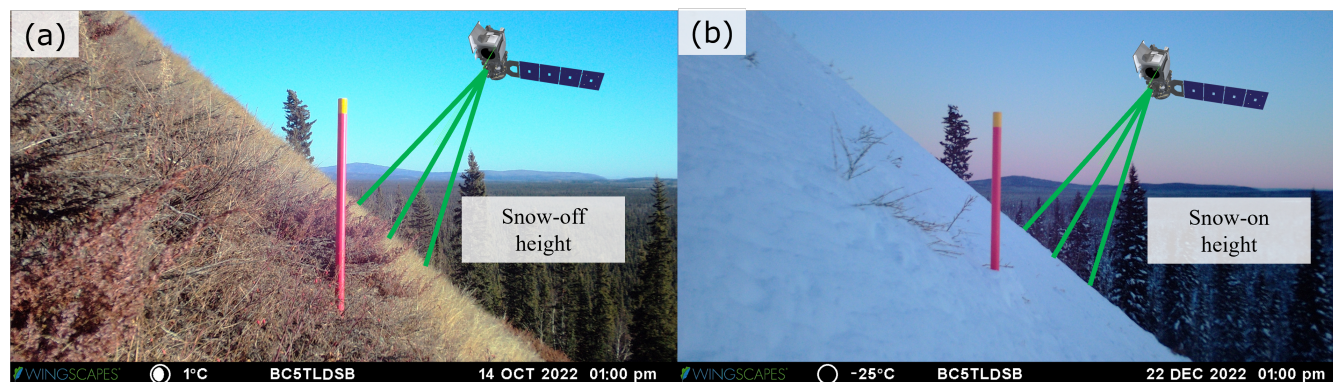 (a)
Snow-off
height
WINGSCAPES® 1°C BC5TLDSB 14 OCT 2022 01:00 pm
(b)
Snow-on
height
WINGSCAPES® -25°C BC5TLDSB 22 DEC 2022 01:00 pm